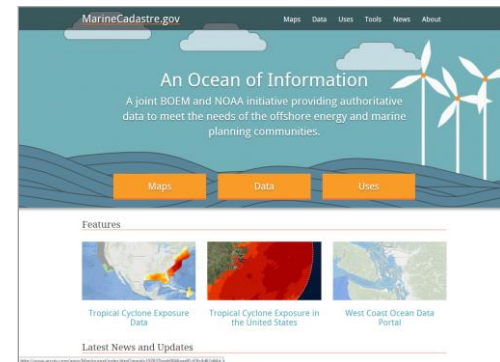 MarineCadastre.gov
Maps Data Uses Tools News About
An Ocean of Information
A joint BOEM and NOAA initiative providing authoritative
data to meet the needs of the offshore energy and marine
planning communities.
Maps Data Uses
Features
Tropical Cyclone Exposure
Data
Tropical Cyclone Exposure in
the United States
West Coast Ocean Data
Portal
Latest News and Updates